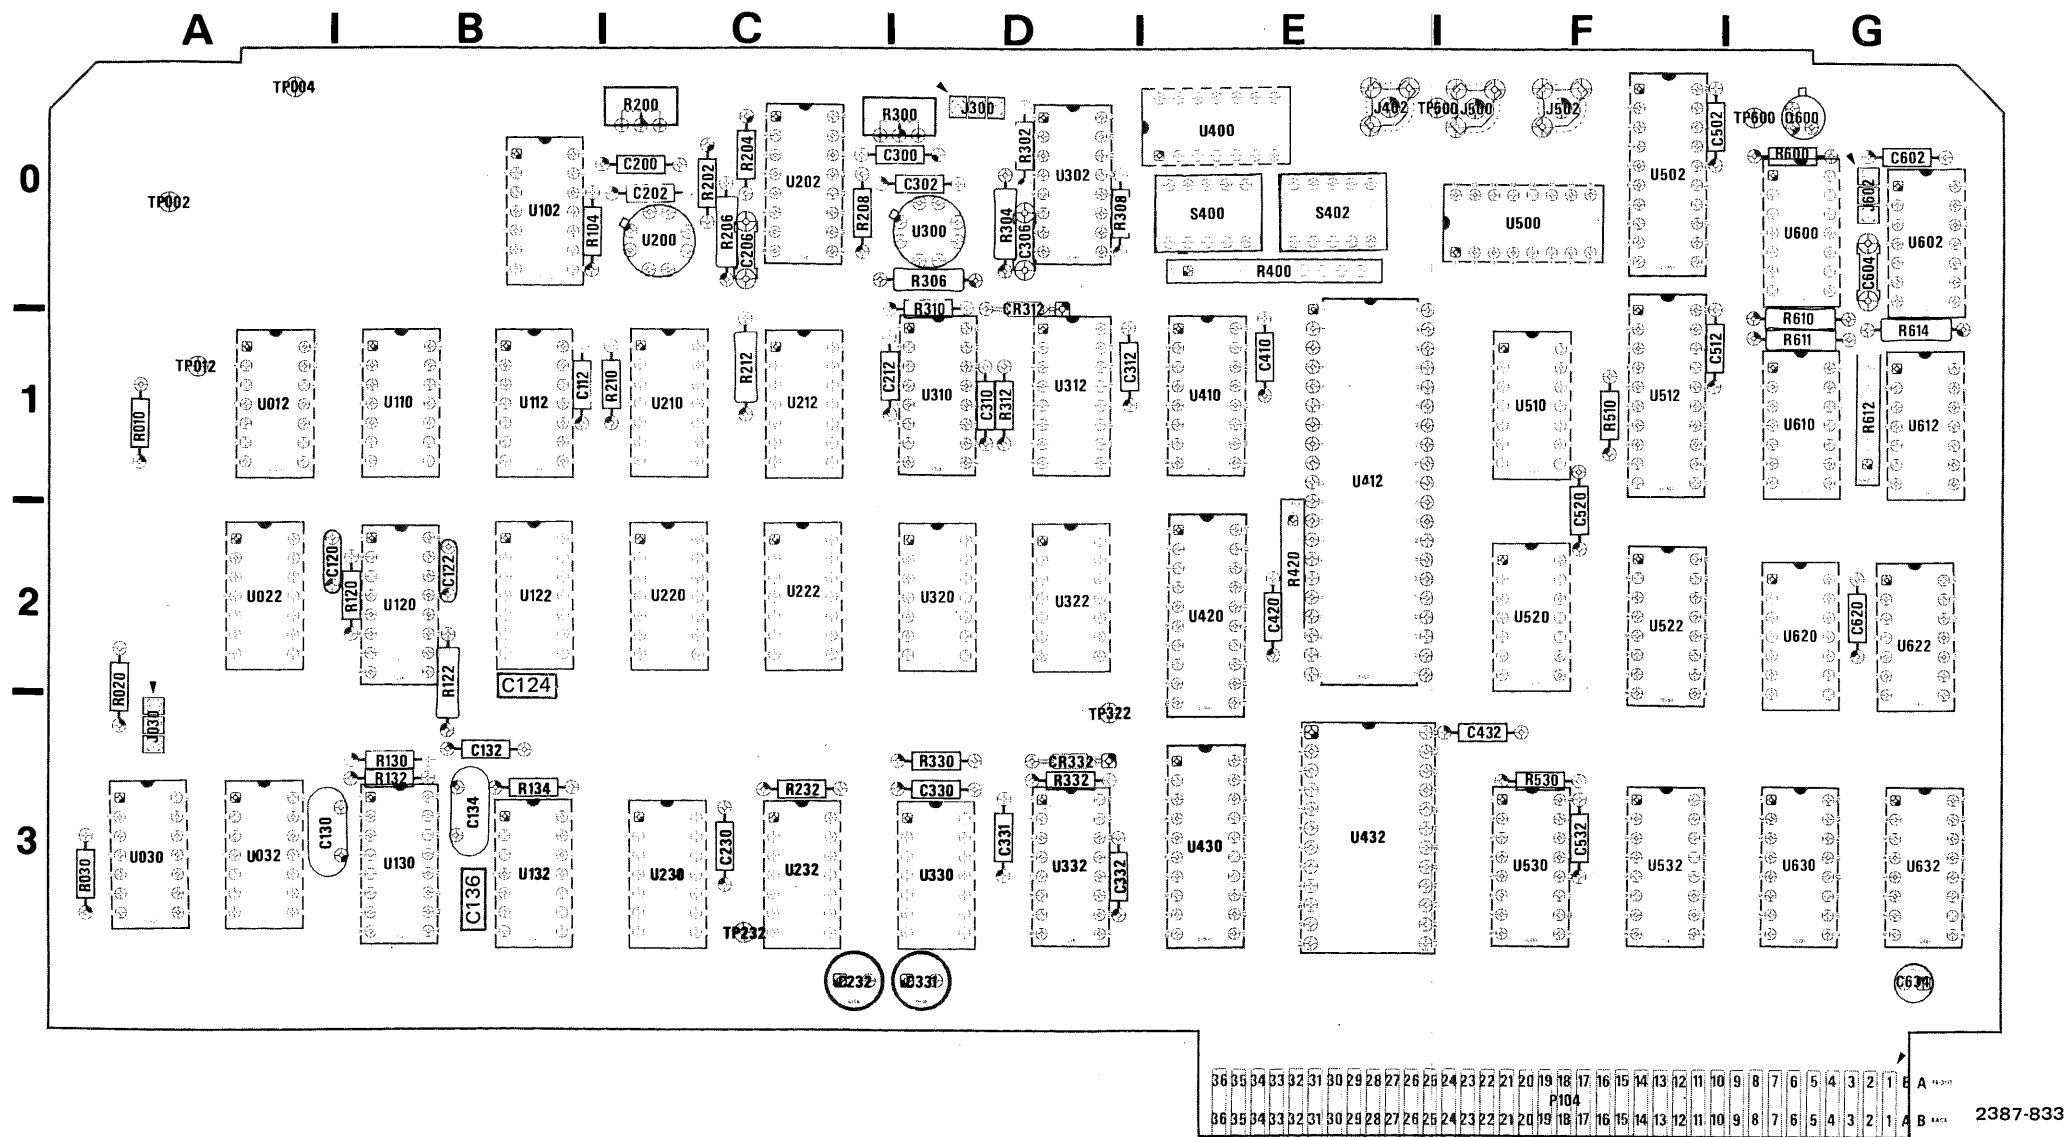 A B C D E F G
TP004
R200 R300 J300 J402 TP500 J500 J502 TP600 Q600
R204 R302 U400 C502
C200 R202 C300 R600 C602
0
TP002 C202 U202 C302 U302 U502 J602
U102 R104 U200 R206 C206 R208 U300 R304 C306 R308 S400 S402 U500 U600 U602
R306 R400 C604
R310 CR312 R610 R614
R611
TP012 C112 R210 R212 C212 C310 R312 C312 C410 C512
1
R010 U012 U110 U112 U210 U212 U310 U312 U410 U510 R510 U512 U610 R612 U612
U412
C520
C120 R120 C122 R420
2
U022 U120 U122 U220 U222 U320 U322 U420 C420 U520 U522 U620 C620 U622
R020 R122 C124
J030 TP322
C132 C432
R130 R330 CR332
R132 R134 R232 C330 R332 R530
3
C130 C134 C230 C331 C532
R030 U030 U032 U130 U132 U230 U232 U330 U332 C332 U430 U432 U530 U532 U630 U632
C136
TP232
C232 C331 C634
36 35 34 33 32 31 30 29 28 27 26 25 24 23 22 21 20 19 18 17 16 15 14 13 12 11 10 9 8 7 6 5 4 3 2 1 B A FRONT
P104
36 35 34 33 32 31 30 29 28 27 26 25 24 23 22 21 20 19 18 17 16 15 14 13 12 11 10 9 8 7 6 5 4 3 2 1 A B BACK
2387-833